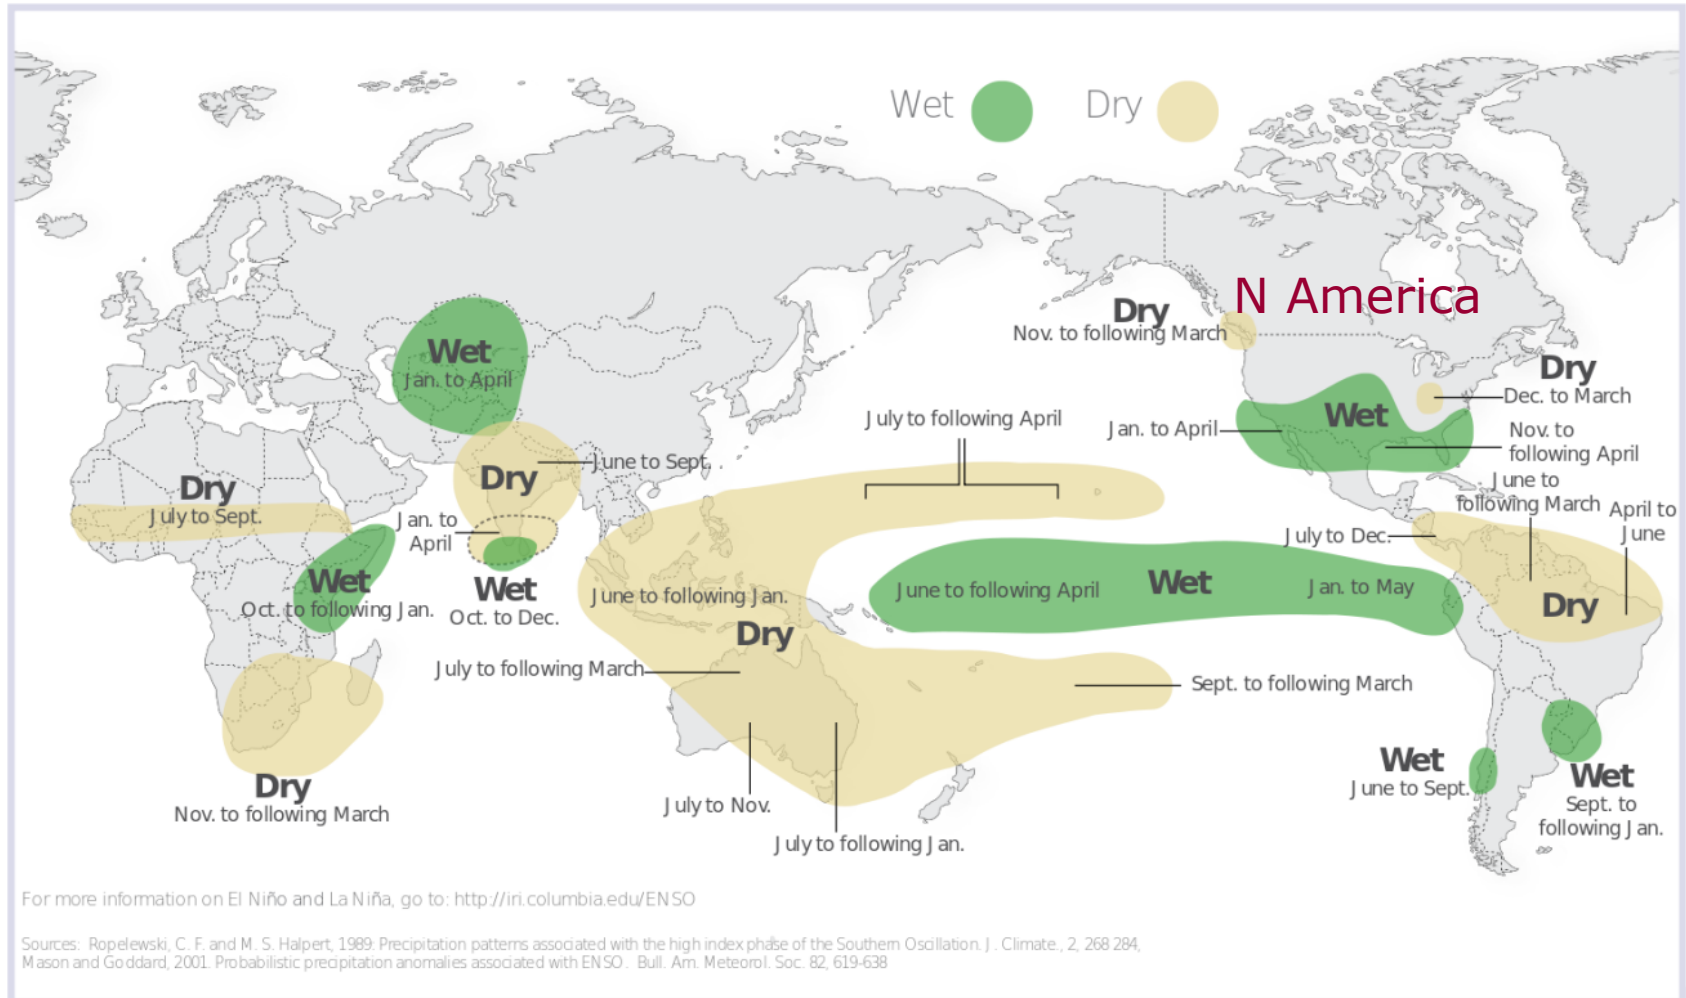 Wet
Dry
N America
Dry
Nov. to following March
Wet
Jan. to April
Dry
Dec. to March
Wet
July to following April
Jan. to April
Nov. to
following April
June to Sept.
Dry
Dry
July to Sept.
June to
following March
April to
June
Jan. to
April
July to Dec.
Wet
Oct. to following Jan.
Wet
Oct. to Dec.
June to following Jan.
Dry
June to following April
Wet
Jan. to May
Dry
July to following March
Sept. to following March
Dry
Nov. to following March
July to Nov.
July to following Jan.
Wet
June to Sept.
Wet
Sept. to
following Jan.
For more information on El Niño and La Niña, go to: http://iri.columbia.edu/ENSO
Sources: Ropelewski, C. F. and M. S. Halpert, 1989: Precipitation patterns associated with the high index phase of the Southern Oscillation. J. Climate., 2, 268 284,
Mason and Goddard, 2001. Probabilistic precipitation anomalies associated with ENSO. Bull. Am. Meteorol. Soc. 82, 619-638